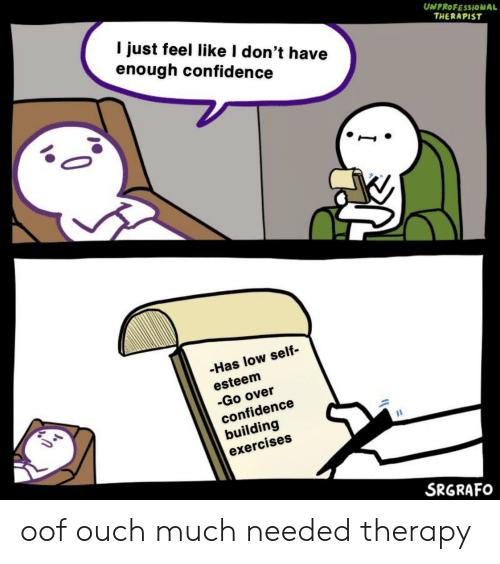 UNPROFESSIONAL
THERAPIST
I just feel like I don't have
enough confidence
-Has low self-
esteem
-Go over
confidence
building
exercises
SRGRAFO
oof ouch much needed therapy